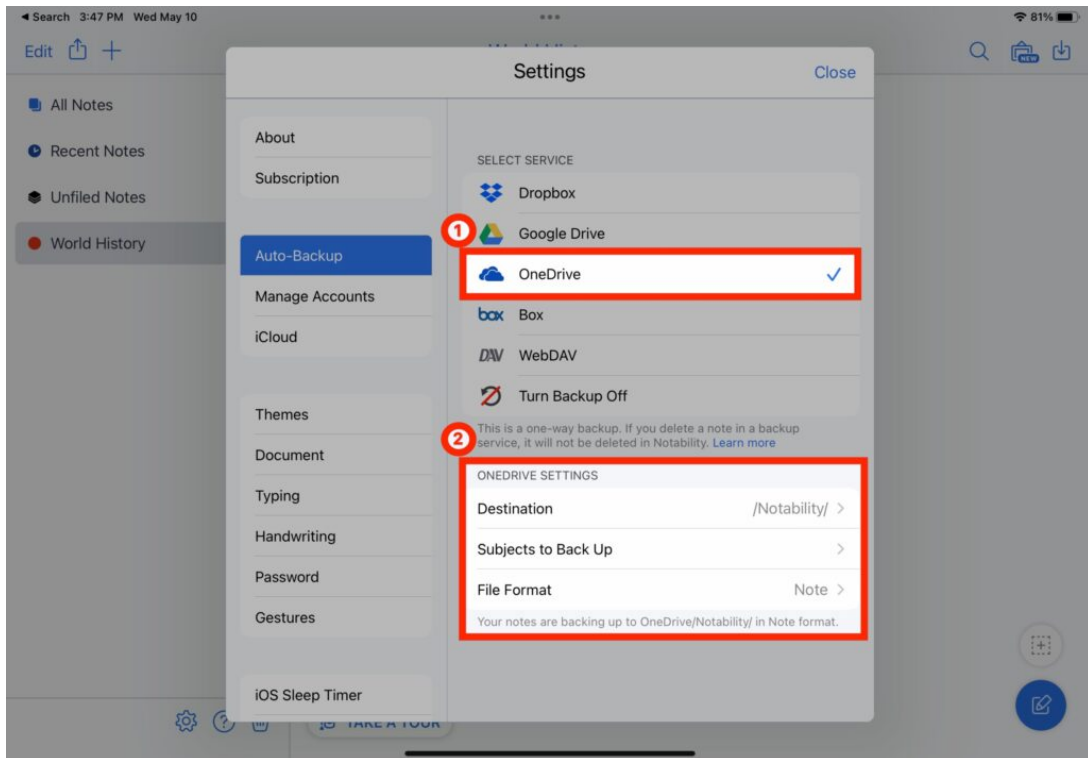 Search 3:47 PM Wed May 10
81%
Edit
NEW
Settings
Close
All Notes
Recent Notes
Unfiled Notes
World History
About
Subscription
Auto-Backup
Manage Accounts
iCloud
Themes
Document
Typing
Handwriting
Password
Gestures
iOS Sleep Timer
SELECT SERVICE
Dropbox
1
Google Drive
OneDrive
box Box
DAV WebDAV
Turn Backup Off
This is a one-way backup. If you delete a note in a backup
2
service, it will not be deleted in Notability. Learn more
ONEDRIVE SETTINGS
Destination /Notability/
Subjects to Back Up
File Format Note
Your notes are backing up to OneDrive/Notability/ in Note format.
TAKE A TOUR